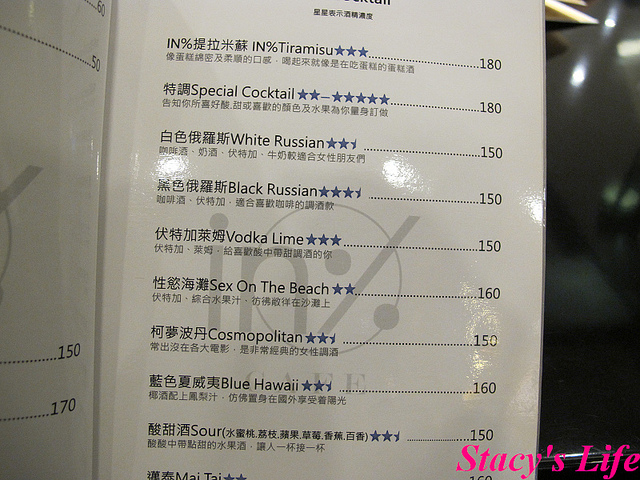 60
50
150
170
星星表示酒精濃度
IN%提拉米蘇 IN%Tiramisu★★★ 180
像蛋糕綿密及柔順的口感，喝起來就像是在吃蛋糕的蛋糕酒
特調Special Cocktail★★—★★★★★ 180
告知你所喜好酸.甜或喜歡的顏色及水果為你量身訂做
白色俄羅斯White Russian★★ 150
咖啡酒、奶酒、伏特加、牛奶較適合女性朋友們
黑色俄羅斯Black Russian★★★ 150
咖啡酒、伏特加，適合喜歡咖啡的調酒款
伏特加萊姆Vodka Lime★★★ 150
伏特加、萊姆，給喜歡酸中帶甜調酒的你
性慾海灘Sex On The Beach★★ 160
伏特加、綜合水果汁、彷彿徜徉在沙灘上
柯夢波丹Cosmopolitan★★ 150
常出沒在各大電影，是非常經典的女性調酒
藍色夏威夷Blue Hawaii★★ 160
椰酒配上鳳梨汁，仿佛置身在國外享受着陽光
酸甜酒Sour(水蜜桃.荔枝.蘋果.草莓.香蕉.百香)★★ 150
酸酸中帶點甜的水果酒，讓人一杯接一杯
邁泰Mai Tai★★ 160
in%
CAFE
Stacy's Life